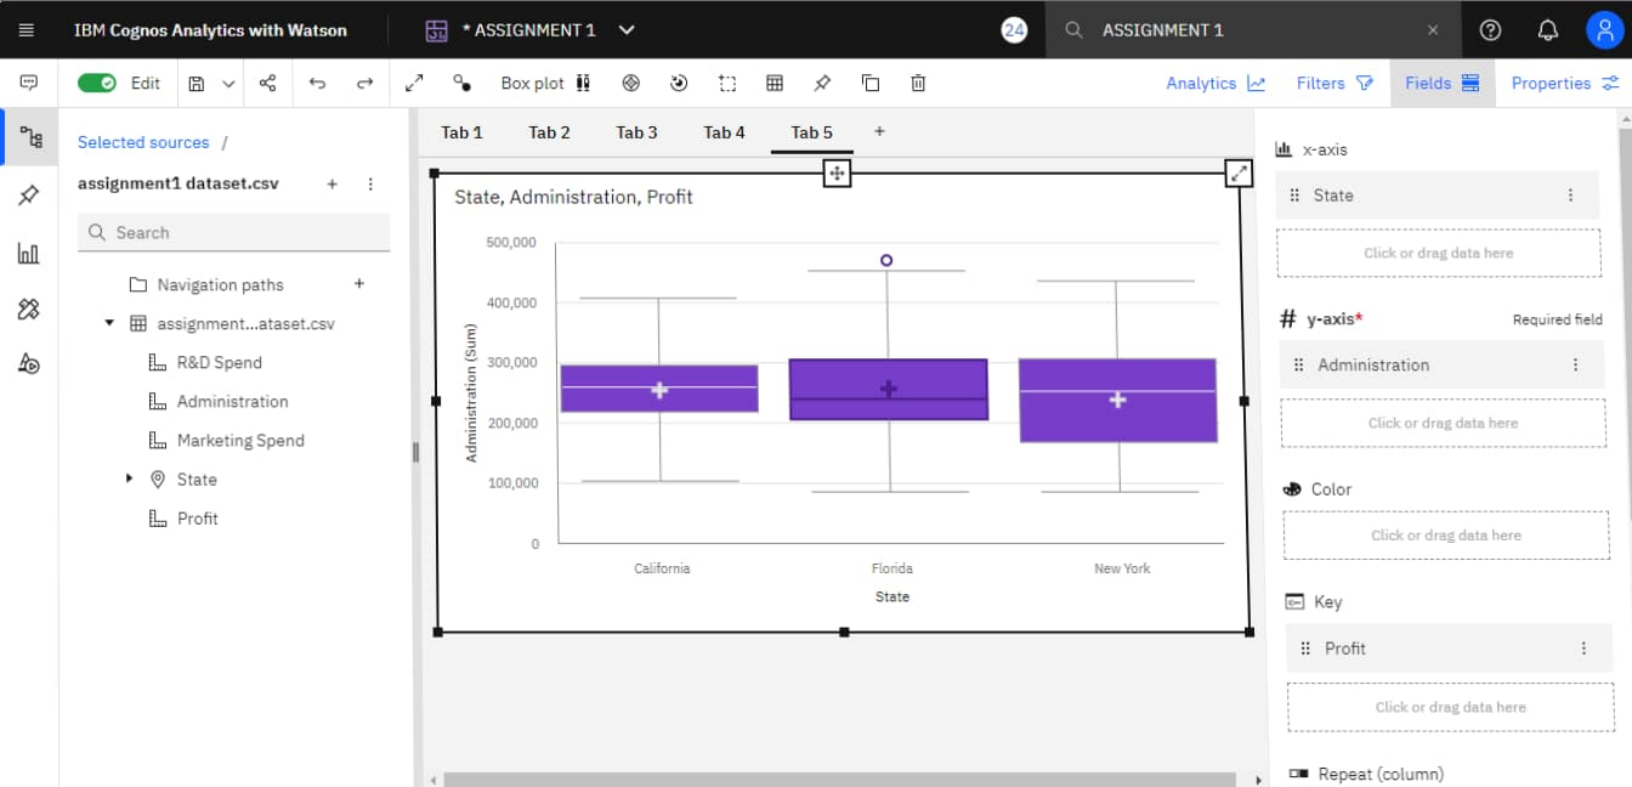 IBM Cognos Analytics with Watson
* ASSIGNMENT 1
24
ASSIGNMENT 1
Edit
Box plot
Analytics
Filters
Fields
Properties
Selected sources /
assignment1 dataset.csv
Search
Navigation paths
assignment...ataset.csv
R&D Spend
Administration
Marketing Spend
State
Profit
Tab 1
Tab 2
Tab 3
Tab 4
Tab 5
State, Administration, Profit
Administration (Sum)
500,000
400,000
300,000
200,000
100,000
0
California
Florida
New York
State
x-axis
State
Click or drag data here
# y-axis*
Required field
Administration
Click or drag data here
Color
Click or drag data here
Key
Profit
Click or drag data here
Repeat (column)